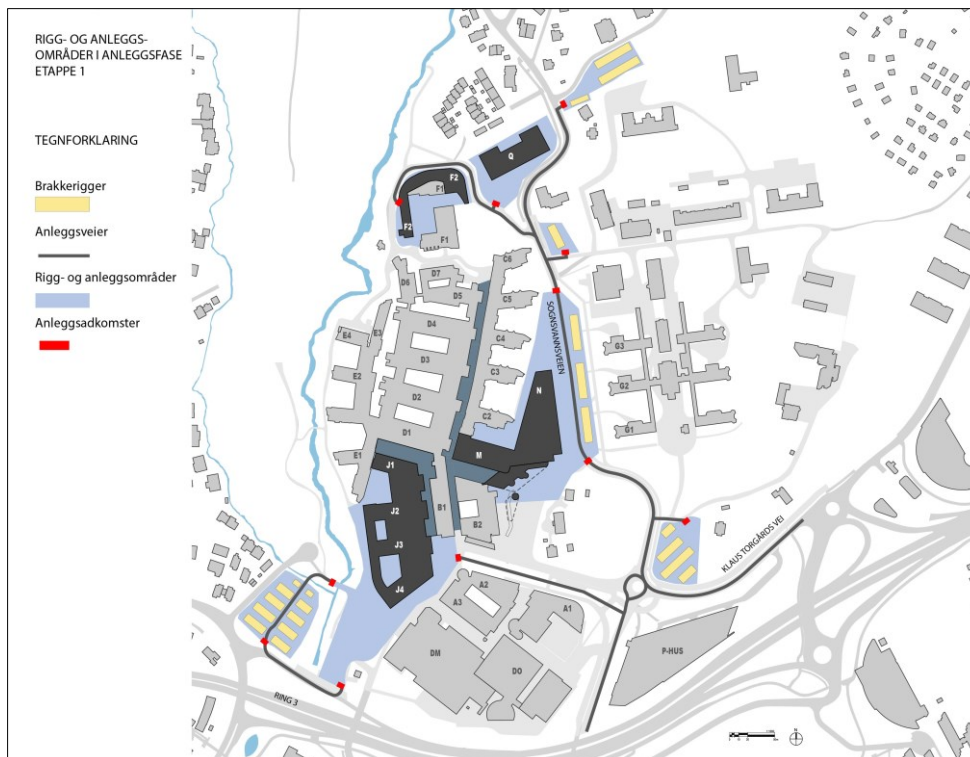 RIGG- OG ANLEGGS-
OMRÅDER I ANLEGGSFASE
ETAPPE 1
TEGNFORKLARING
Brakkerigger
Anleggsveier
Rigg- og anleggsområder
Anleggsadkomster
Q
F2
F1
F2
F1
C6
D7
D6
D5
C5
SOGNSVANNSVEIEN
E4
E3
D4
C4
G3
E2
D3
C3
G2
N
D2
C2
G1
D1
E1
M
J1
J2
B1
B2
J3
J4
KLAUS TORGÅRDS VEI
A2
A3
A1
DM
DO
P-HUS
RING 3
N